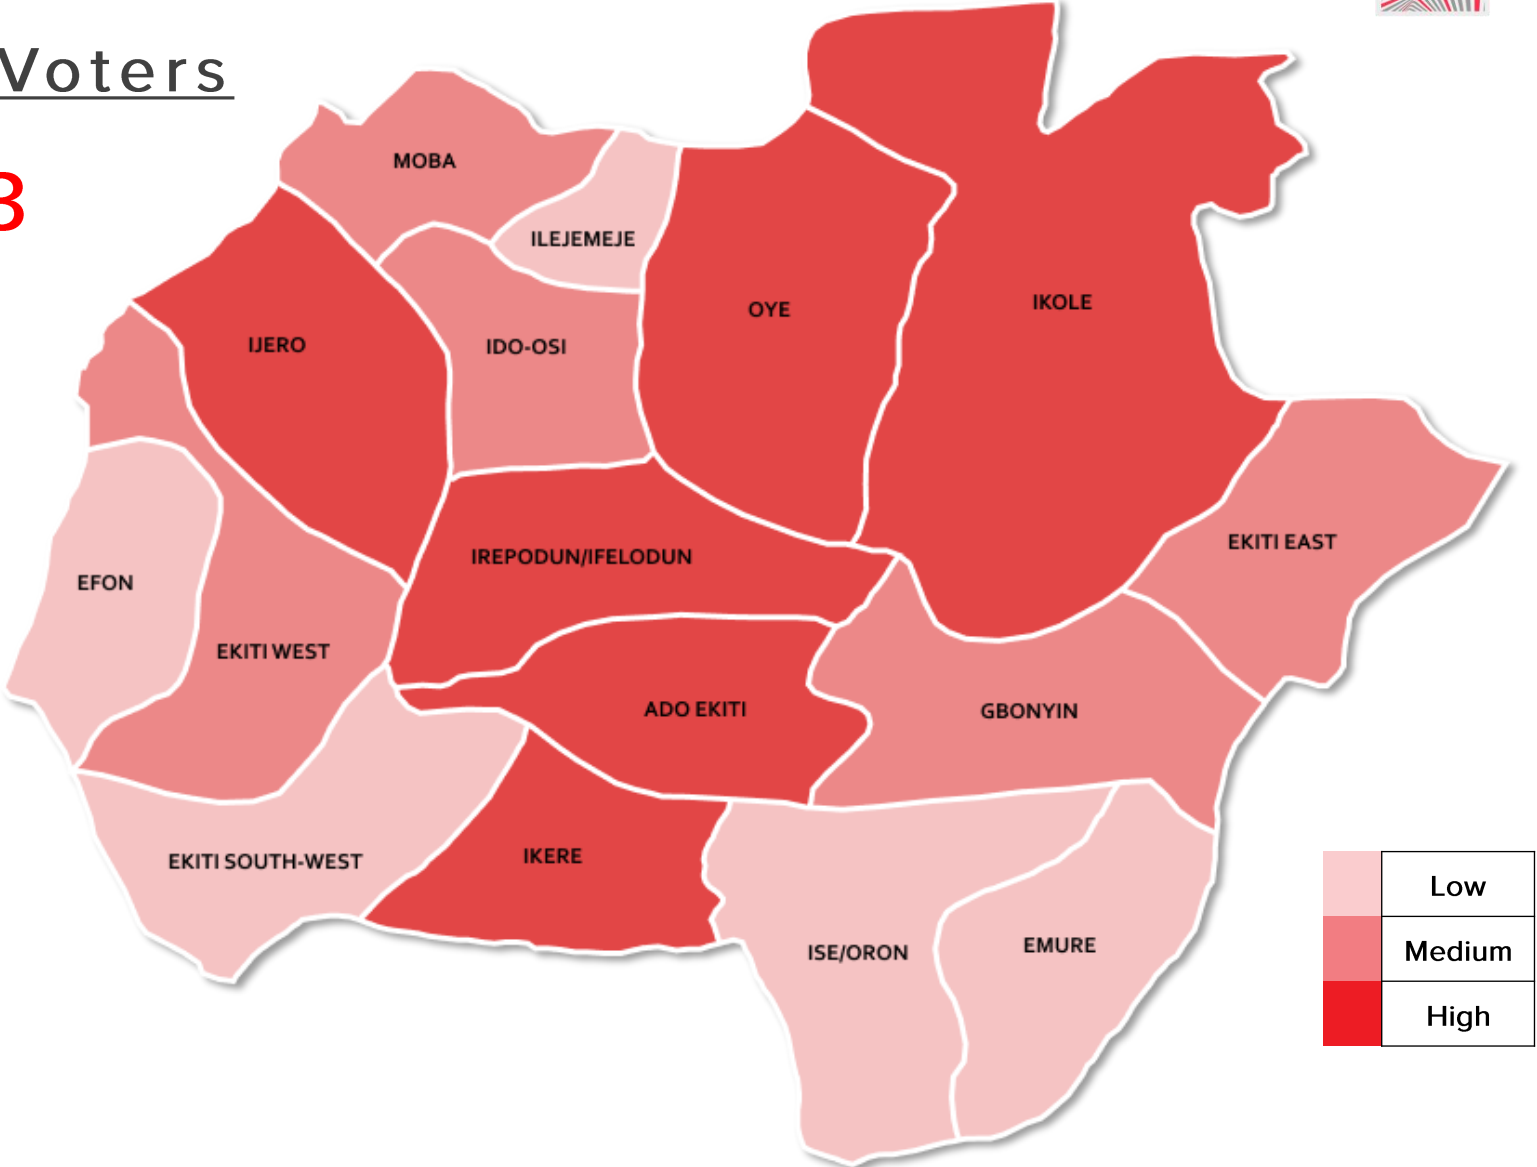 Voters
3
MOBA
ILEJEMEJE
OYE
IKOLE
IJERO
IDO-OSI
EKITI EAST
IREPODUN/IFELODUN
EFON
EKITI WEST
ADO EKITI
GBONYIN
EKITI SOUTH-WEST
IKERE
ISE/ORON
EMURE
Low
Medium
High